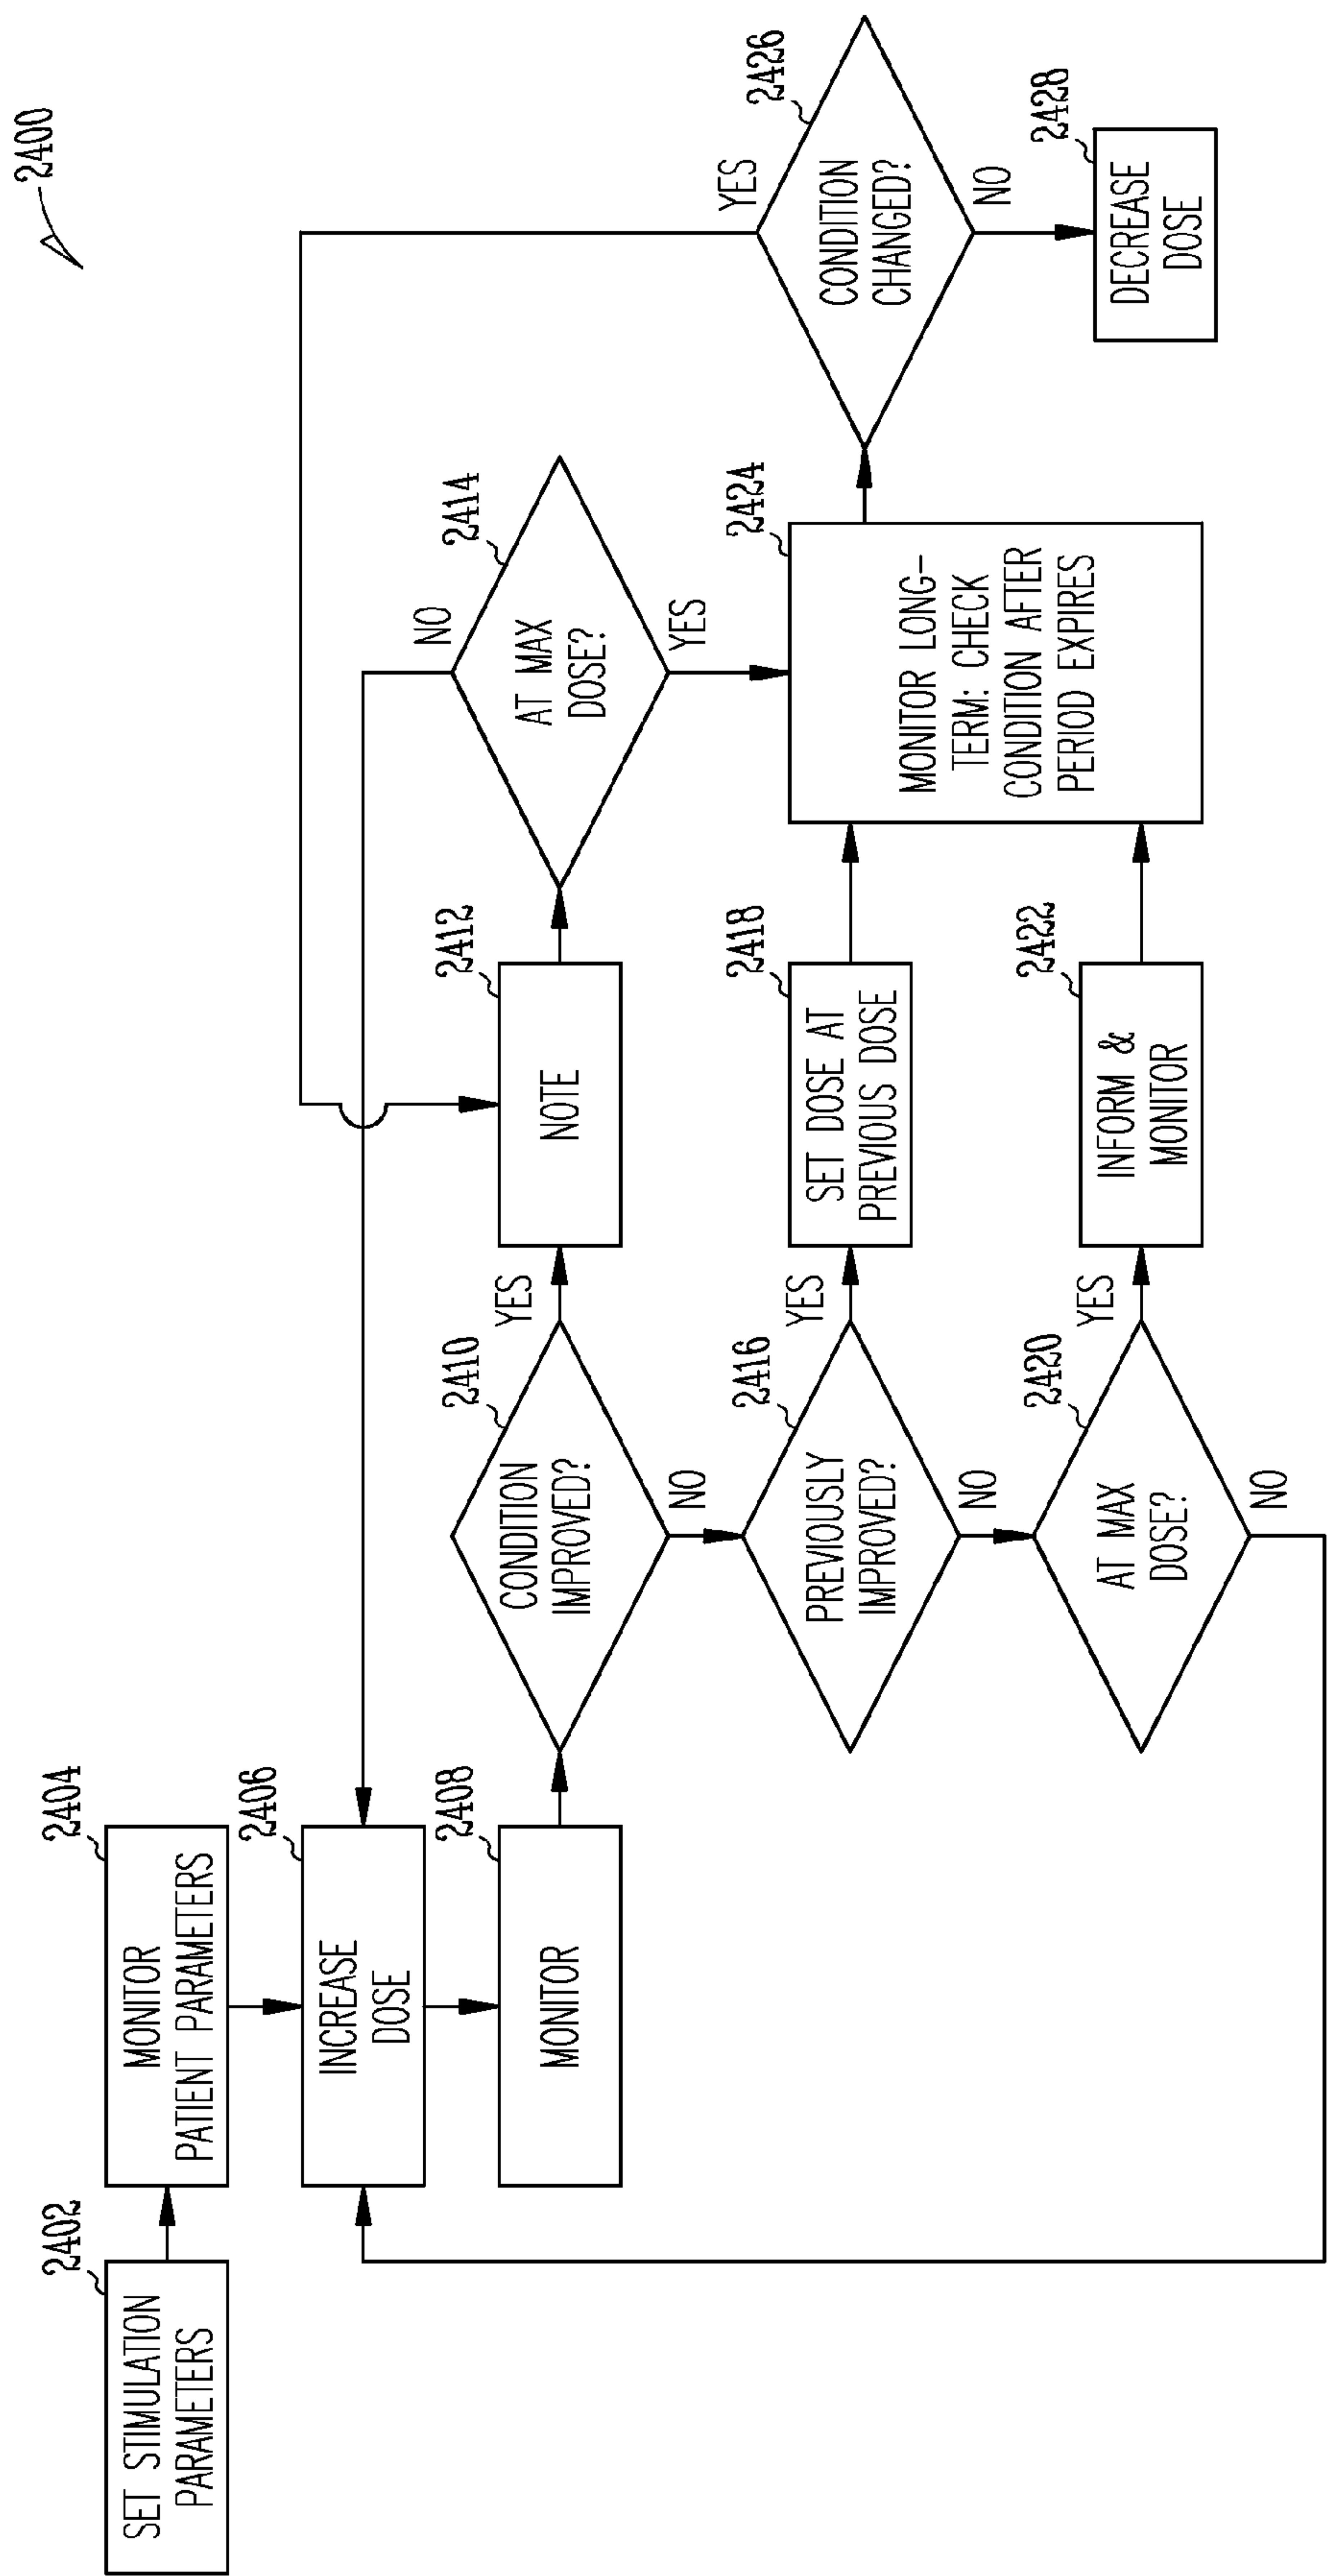 2400
2402
SET STIMULATION
PARAMETERS
2404
MONITOR
PATIENT PARAMETERS
2406
INCREASE
DOSE
2408
MONITOR
2410
CONDITION
IMPROVED?
YES
NO
2412
NOTE
2414
AT MAX
DOSE?
NO
YES
2416
PREVIOUSLY
IMPROVED?
YES
NO
2418
SET DOSE AT
PREVIOUS DOSE
2420
AT MAX
DOSE?
YES
NO
2422
INFORM &
MONITOR
2424
MONITOR LONG-
TERM: CHECK
CONDITION AFTER
PERIOD EXPIRES
2426
CONDITION
CHANGED?
YES
NO
2428
DECREASE
DOSE